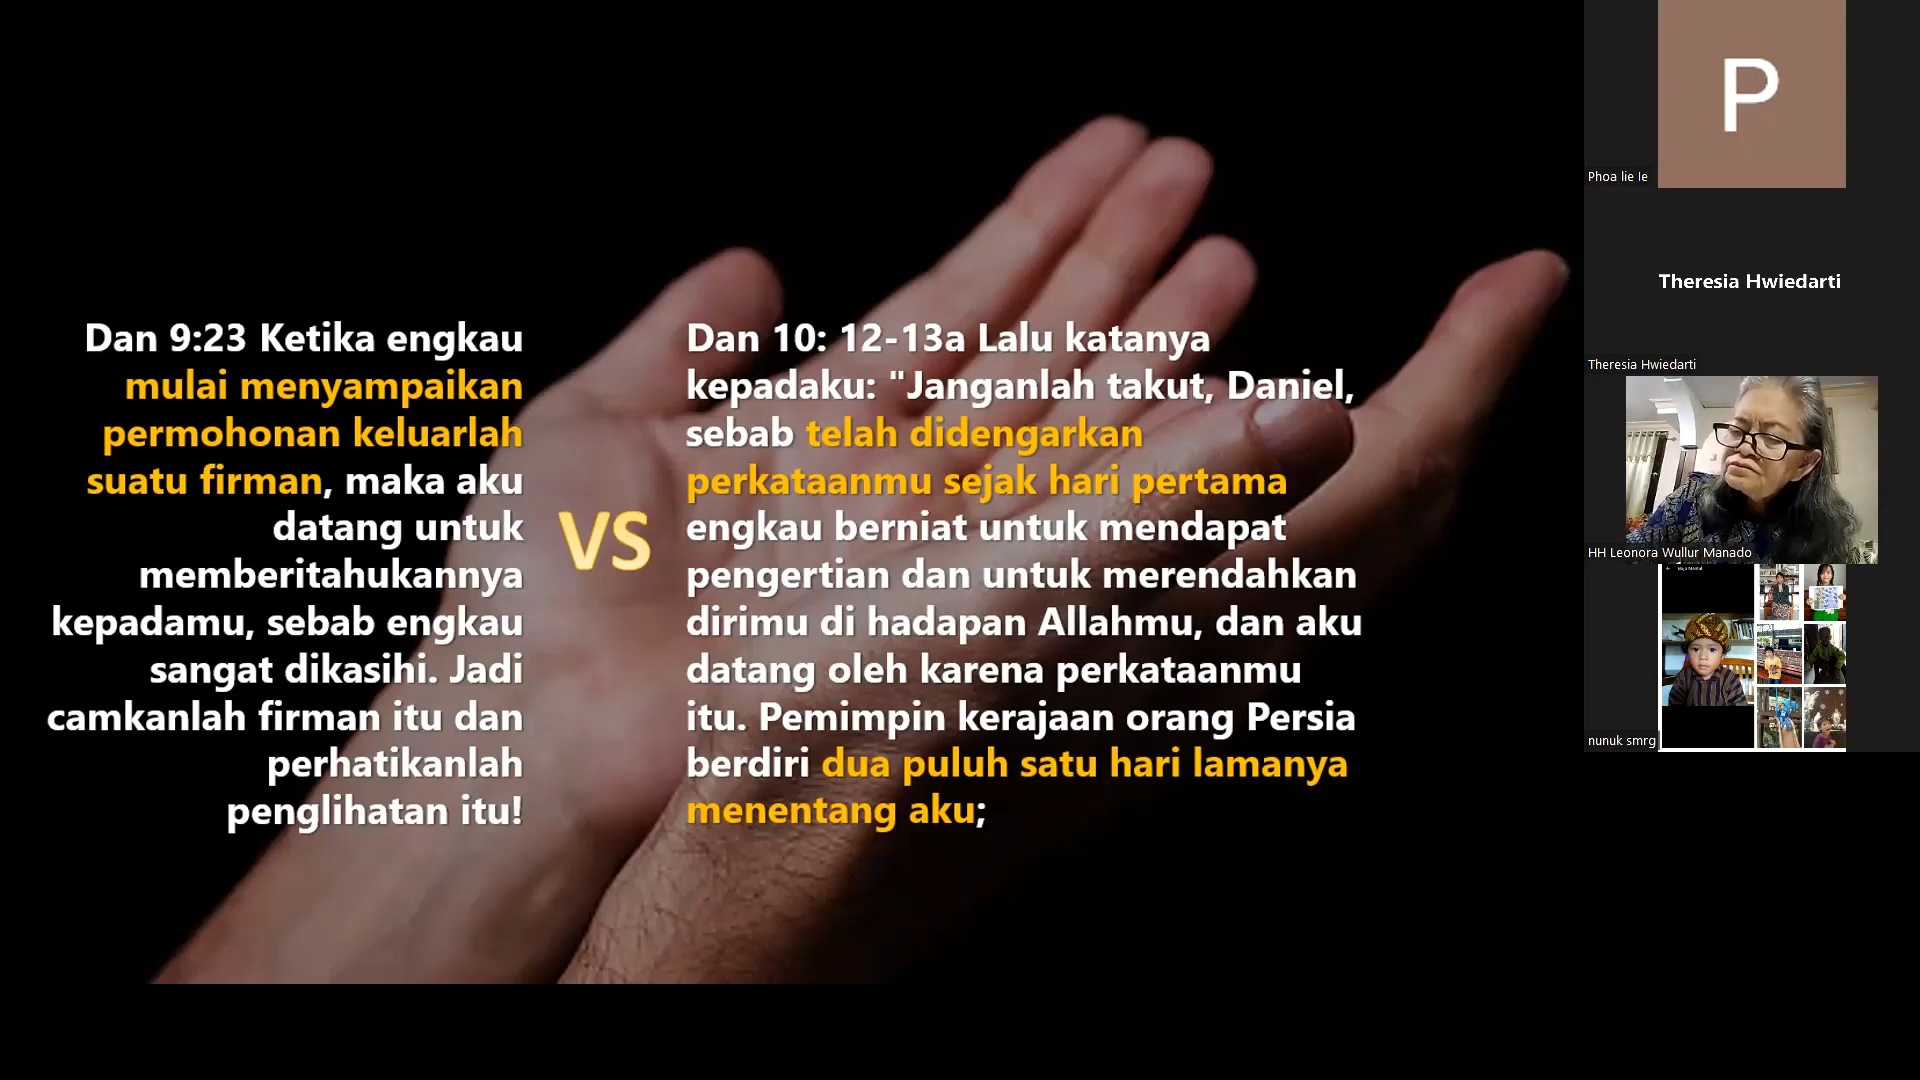 Dan 9:23 Ketika engkau
mulai menyampaikan
permohonan keluarlah
suatu firman, maka aku
datang untuk
memberitahukannya
kepadamu, sebab engkau
sangat dikasihi. Jadi
camkanlah firman itu dan
perhatikanlah
penglihatan itu!
VS
Dan 10: 12-13a Lalu katanya
kepadaku: "Janganlah takut, Daniel,
sebab telah didengarkan
perkataanmu sejak hari pertama
engkau berniat untuk mendapat
pengertian dan untuk merendahkan
dirimu di hadapan Allahmu, dan aku
datang oleh karena perkataanmu
itu. Pemimpin kerajaan orang Persia
berdiri dua puluh satu hari lamanya
menentang aku;
P
Phoa lie Ie
Theresia Hwiedarti
Theresia Hwiedarti
HH Leonora Wullur Manado
nunuk smrg